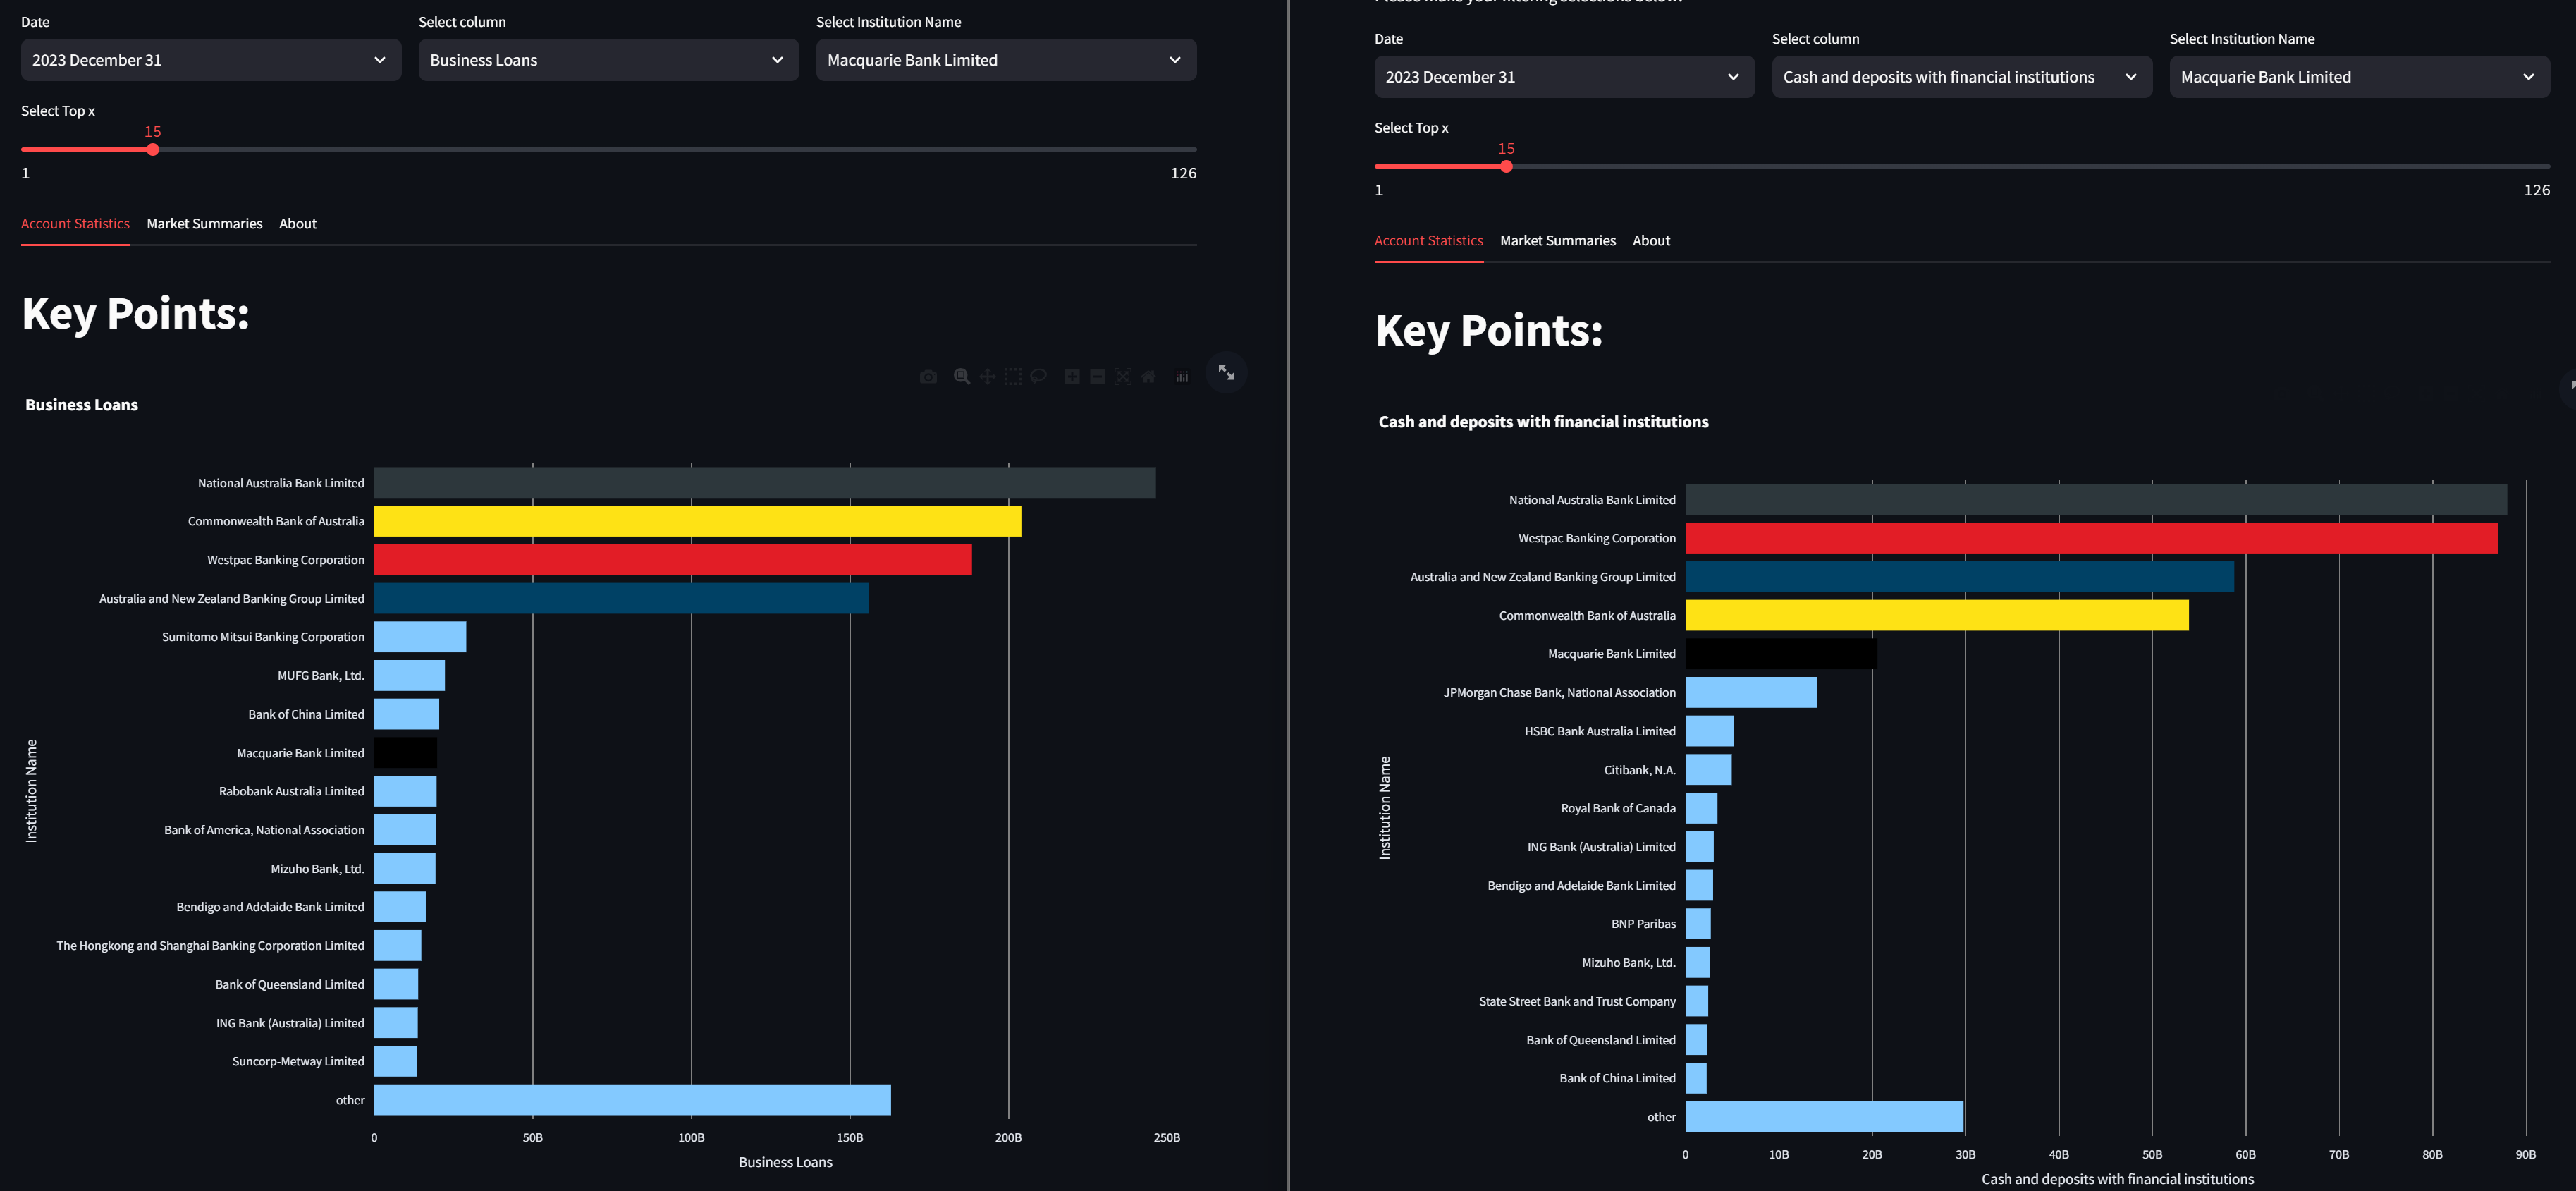 Date
Select column
Select Institution Name
2023 December 31
Business Loans
Macquarie Bank Limited
Select Top x
15
1
126
Account Statistics
Market Summaries
About
Key Points:
Business Loans
Institution Name
National Australia Bank Limited
Commonwealth Bank of Australia
Westpac Banking Corporation
Australia and New Zealand Banking Group Limited
Sumitomo Mitsui Banking Corporation
MUFG Bank, Ltd.
Bank of China Limited
Macquarie Bank Limited
Rabobank Australia Limited
Bank of America, National Association
Mizuho Bank, Ltd.
Bendigo and Adelaide Bank Limited
The Hongkong and Shanghai Banking Corporation Limited
Bank of Queensland Limited
ING Bank (Australia) Limited
Suncorp-Metway Limited
other
0 50B 100B 150B 200B 250B
Business Loans
Please make your filtering selections below.
Date
Select column
Select Institution Name
2023 December 31
Cash and deposits with financial institutions
Macquarie Bank Limited
Select Top x
15
1
126
Account Statistics
Market Summaries
About
Key Points:
Cash and deposits with financial institutions
Institution Name
National Australia Bank Limited
Westpac Banking Corporation
Australia and New Zealand Banking Group Limited
Commonwealth Bank of Australia
Macquarie Bank Limited
JPMorgan Chase Bank, National Association
HSBC Bank Australia Limited
Citibank, N.A.
Royal Bank of Canada
ING Bank (Australia) Limited
Bendigo and Adelaide Bank Limited
BNP Paribas
Mizuho Bank, Ltd.
State Street Bank and Trust Company
Bank of Queensland Limited
Bank of China Limited
other
0 10B 20B 30B 40B 50B 60B 70B 80B 90B
Cash and deposits with financial institutions